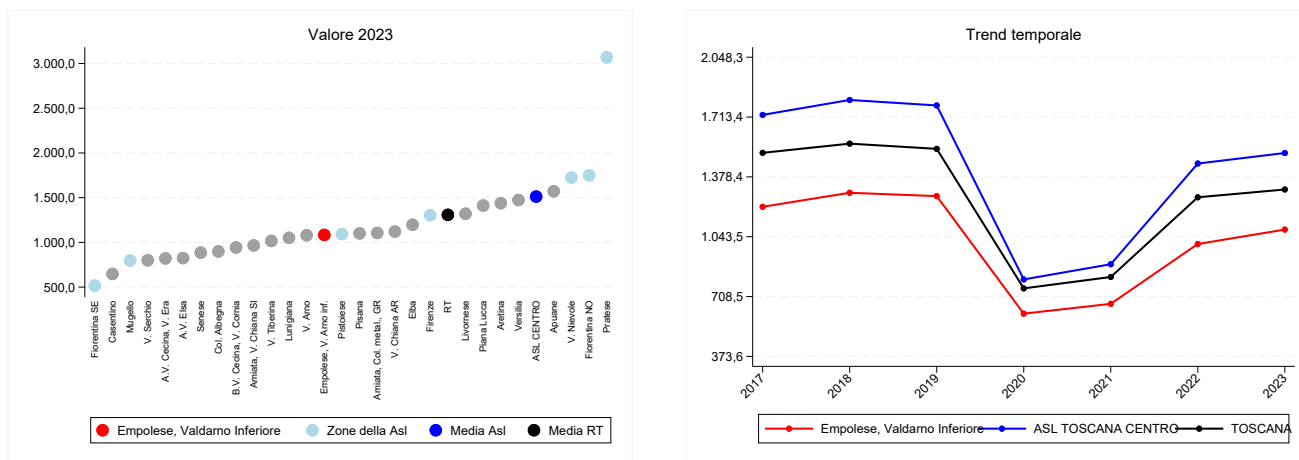 Valore 2023
3.000,0
2.500,0
2.000,0
1.500,0
1.000,0
500,0
Fiorentina SE
Casentino
Mugello
V. Serchio
A.V. Cecina, V. Era
A.V. Elsa
Senese
Col. Albegna
B.V. Cecina, V. Cornia
Amiata, V. Chiana SI
V. Tiberina
Lunigiana
V. Arno
Empolese, V. Arno inf.
Pistoiese
Pisana
Amiata, Col. metal., GR
V. Chiana AR
Elba
Firenze
RT
Livornese
Piana Lucca
Aretina
Versilia
ASL CENTRO
Apuane
V. Nievole
Fiorentina NO
Pratese
Empolese, Valdarno Inferiore
Zone della Asl
Media Asl
Media RT
Trend temporale
2.048,3
1.713,4
1.378,4
1.043,5
708,5
373,6
2017
2018
2019
2020
2021
2022
2023
Empolese, Valdarno Inferiore
ASL TOSCANA CENTRO
TOSCANA